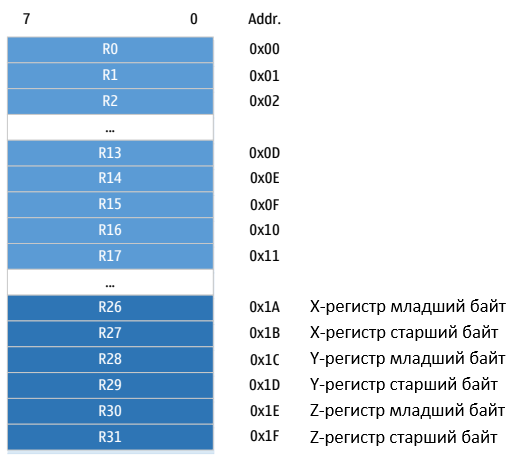 7 0 Addr.
R0 0x00
R1 0x01
R2 0x02
...
R13 0x0D
R14 0x0E
R15 0x0F
R16 0x10
R17 0x11
...
R26 0x1A X-регистр младший байт
R27 0x1B X-регистр старший байт
R28 0x1C Y-регистр младший байт
R29 0x1D Y-регистр старший байт
R30 0x1E Z-регистр младший байт
R31 0x1F Z-регистр старший байт